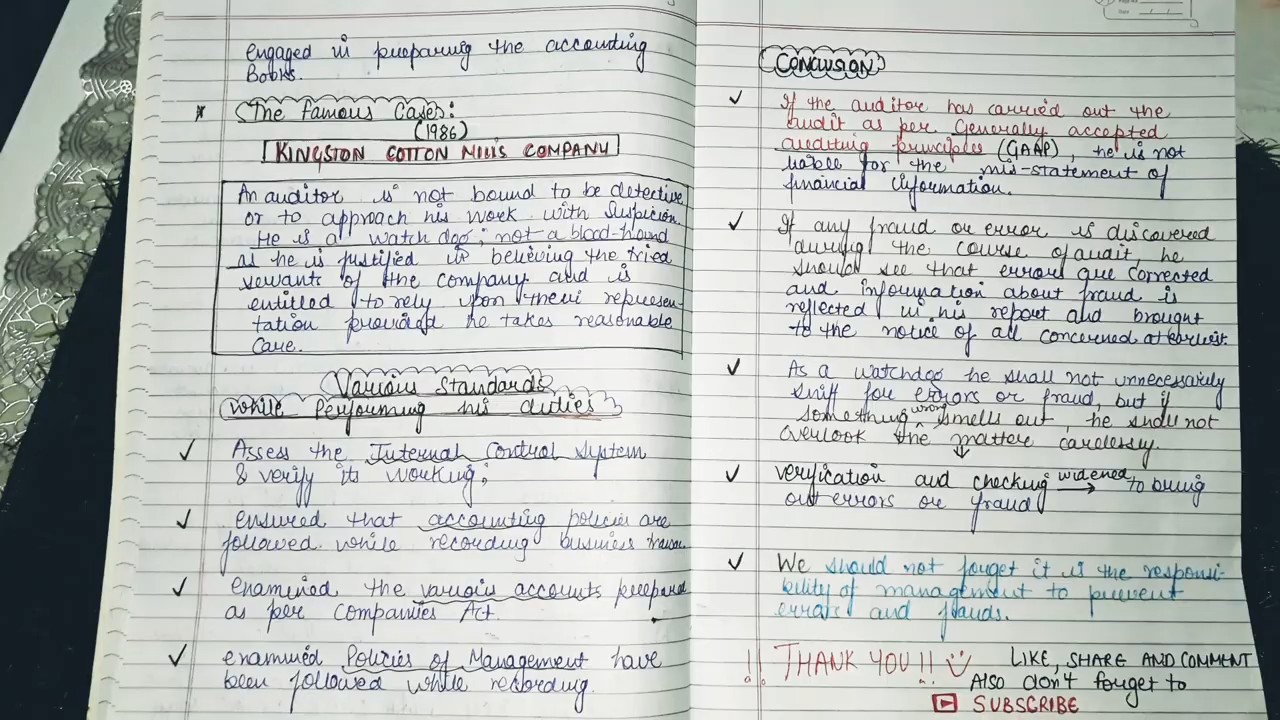 engaged in preparing the accounting
Books.
* The Famous Cases:
(1986)
KINGSTON COTTON MILLS COMPANY
An auditor is not bound to be detective
or to approach his work with Suspicion.
He is a watch dog; not a blood-hound
as he is justified in believing the tried
servants of the company and is
entitled to rely upon their represen-
tation provided he takes reasonable
care.
Various Standards
while Performing his duties
✓ Assess the Internal Control System
& verify its working;
✓ ensured that accounting policies are
followed while recording business
✓ examined the various accounts prepared
as per Companies Act.
✓ examined Policies of Management have
been followed while recording.
CONCLUSION
✓ If the auditor has carried out the
audit as per Generally accepted
auditing principles (GAAP), he is not
liable for the mis-statement of
financial information.
✓ If any fraud or error is discovered
during the course of audit, he
should see that errors are corrected
and information about fraud is
reflected in his report and brought
to the notice of all concerned at earliest.
✓ As a watchdog he shall not unnecessarily
sniff for errors or fraud, but if
something wrong smells out, he shall not
overlook the matter carelessly.
↓
✓ verification and checking widened → to bring
out errors or fraud
✓ We should not forget it is the responsi-
bility of management to prevent
errors and frauds.
!! THANK YOU !! LIKE, SHARE AND COMMENT
Also don't forget to
SUBSCRIBE
Date